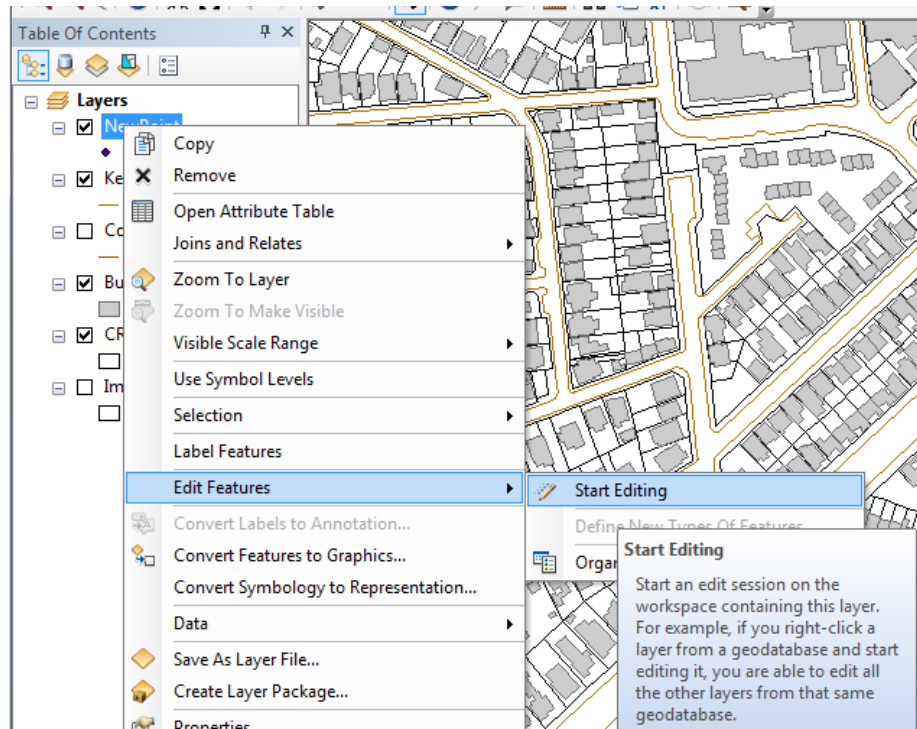 Table Of Contents
Layers
NewPoint
Ke
Co
Bu
CR
Im
Copy
Remove
Open Attribute Table
Joins and Relates
Zoom To Layer
Zoom To Make Visible
Visible Scale Range
Use Symbol Levels
Selection
Label Features
Edit Features
Convert Labels to Annotation...
Convert Features to Graphics...
Convert Symbology to Representation...
Data
Save As Layer File...
Create Layer Package...
Properties
Start Editing
Define New Types Of Features
Organ
Start Editing
Start an edit session on the
workspace containing this layer.
For example, if you right-click a
layer from a geodatabase and start
editing it, you are able to edit all
the other layers from that same
geodatabase.